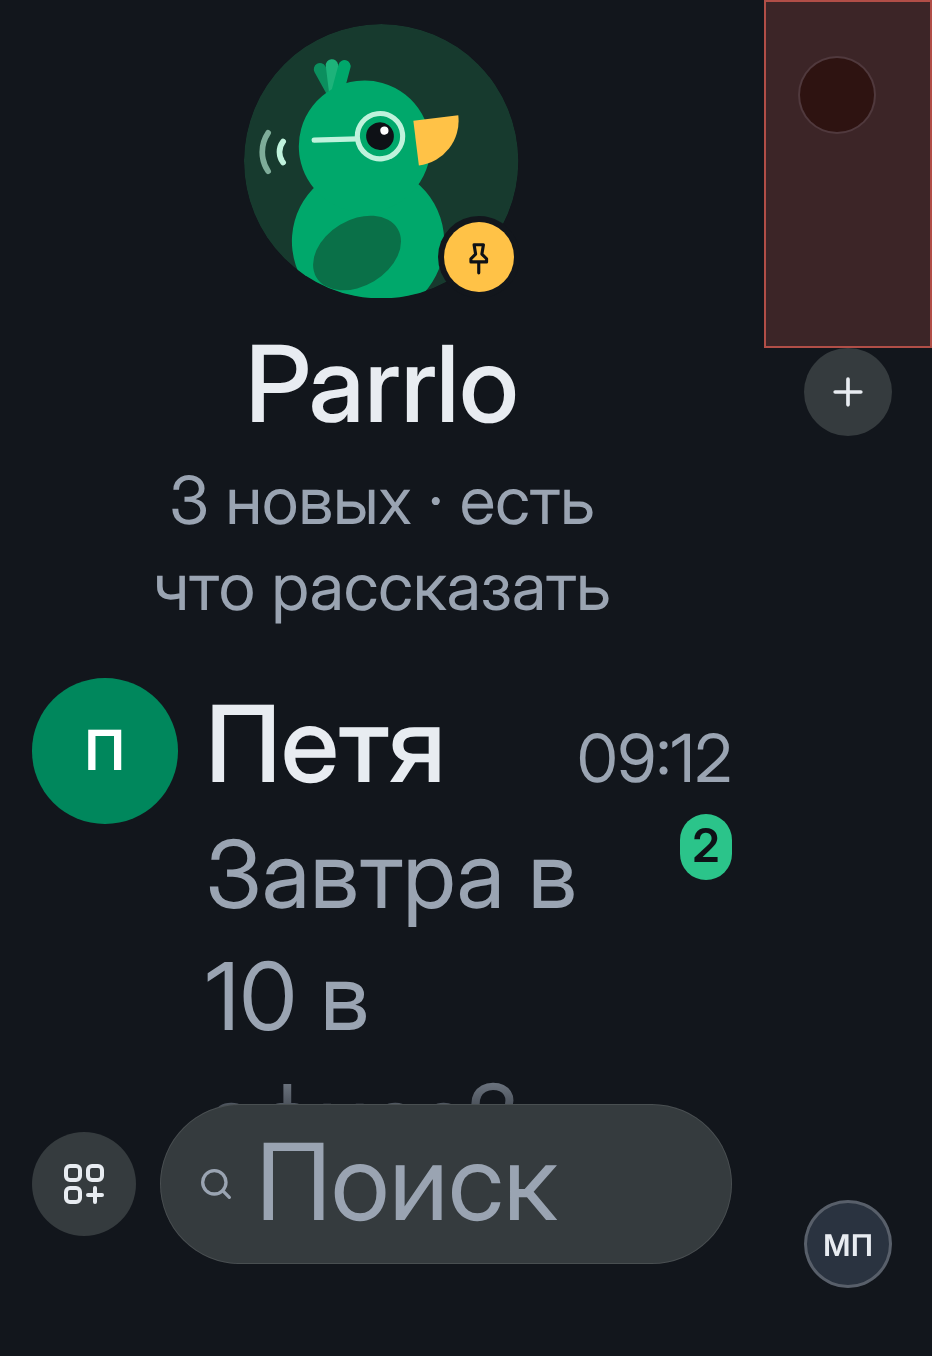 Parrlo
3 новых · есть
что рассказать
П
Петя
09:12
Завтра в
2
10 в
Поиск
МП